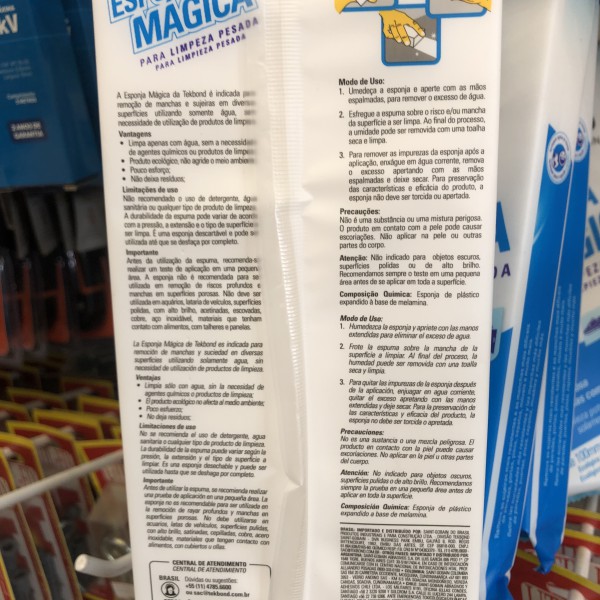 MÁGICA
PARA LIMPEZA PESADA
PARA LIMPIEZA PESADA
A Esponja Mágica da Tekbond é indicada para
remoção de manchas e sujeiras em diversas
superfícies utilizando somente água, sem
necessidade de utilização de produtos de limpeza.
Vantagens
• Limpa apenas com água, sem a necessidade
de agentes químicos ou produtos de limpeza;
• Produto ecológico, não agride o meio ambiente;
• Pouco esforço;
• Não deixa resíduos;
Limitações de uso
Não recomendado o uso de detergente, água
sanitária ou qualquer tipo de produto de limpeza.
A durabilidade da espuma pode variar de acordo
com a pressão, a extensão e o tipo de superfície a
ser limpa. É uma esponja descartável e pode ser
utilizada até que se desfaça por completo.
Importante
Antes da utilização da espuma, recomenda-se
realizar um teste de aplicação em uma pequena
área. A esponja não é recomendada para ser
utilizada em remoção de riscos profundos e
manchas em superfícies porosas. Não deve ser
utilizada em aquários, lataria de veículos, superfícies
polidas, com alto brilho, acetinadas, escovadas,
cobre, aço inoxidável, materiais que tenham
contato com alimentos, com talheres e panelas.
La Esponja Mágica de Tekbond es indicada para
remoción de manchas y suciedad en diversas
superficies utilizando solamente agua, sin
necesidad de utilización de productos de limpieza.
Ventajas
• Limpia sólo con agua, sin la necesidad de
agentes químicos o productos de limpieza;
• El producto ecológico no afecta al medio ambiente;
• Poco esfuerzo;
• No deja residuos;
Limitaciones de uso
No se recomienda el uso de detergente, agua
sanitaria o cualquier tipo de producto de limpieza.
La durabilidad de la espuma puede variar según la
presión, la extensión y el tipo de superficie a
limpiar. Es una esponja desechable y puede ser
utilizada hasta que se deshaga por completo.
Importante
Antes de utilizar la espuma, se recomienda realizar
una prueba de aplicación en una pequeña área. La
esponja no es recomendable para ser utilizada en
la remoción de rayar profundos y manchas en
superficies porosas. No debe utilizarse en
acuarios, latas de vehículos, superficies pulidas,
con alto brillo, satinadas, cepilladas, cobre, acero
inoxidable, materiales que tengan contacto con
alimentos, con cubiertos u ollas.
CENTRAL DE ATENDIMENTO
CENTRAL DE ATENDIMIENTO
BRASIL
Dúvidas ou sugestões:
+55 (11) 4785.6600
ou sac@tekbond.com.br
Modo de Uso:
1. Umedeça a esponja e aperte com as mãos
espalmadas, para remover o excesso de água.
2. Esfregue a espuma sobre o risco e/ou mancha
da superfície a ser limpa. Ao final do processo,
a umidade pode ser removida com uma toalha
seca e limpa.
3. Para remover as impurezas da esponja após a
aplicação, enxágue em água corrente, remova
o excesso apertando com as mãos
espalmadas e deixe secar. Para preservação
das características e eficácia do produto, a
esponja não deve ser torcida ou apertada.
Precauções:
Não é uma substância ou uma mistura perigosa.
O produto em contato com a pele pode causar
escoriações. Não aplicar na pele ou outras
partes do corpo.
Atenção: Não indicado para objetos escuros,
superfícies polidas ou de alto brilho.
Recomendamos sempre o teste em uma pequena
área antes de se aplicar em toda a superfície.
Composição Química: Esponja de plástico
expandido à base de melamina.
Modo de Uso:
1. Humedezca la esponja y apriete con las manos
extendidas para eliminar el exceso de agua.
2. Frote la espuma sobre la mancha de la
superficie a limpiar. Al final del proceso, la
humedad puede ser removida con una toalla
seca y limpia.
3. Para quitar las impurezas de la esponja después
de la aplicación, enjuagar en agua corriente,
quitar el exceso apretando con las manos
extendidas y deje secar. Para la preservación de
las características y eficacia del producto, la
esponja no debe ser torcida o apretada.
Precauciones:
No es una sustancia o una mezcla peligrosa. El
producto en contacto con la piel puede causar
excoriaciones. No aplicar en la piel u otras partes
del cuerpo.
Atención: No indicado para objetos oscuros,
superficies pulidas o de alto brillo. Recomendamos
siempre la prueba en una pequeña área antes de
aplicar en toda la superficie.
Composición Química: Esponja de plástico
expandido a base de melamina.
BRASIL: IMPORTADO E DISTRIBUÍDO POR: SAINT-GOBAIN DO BRASIL